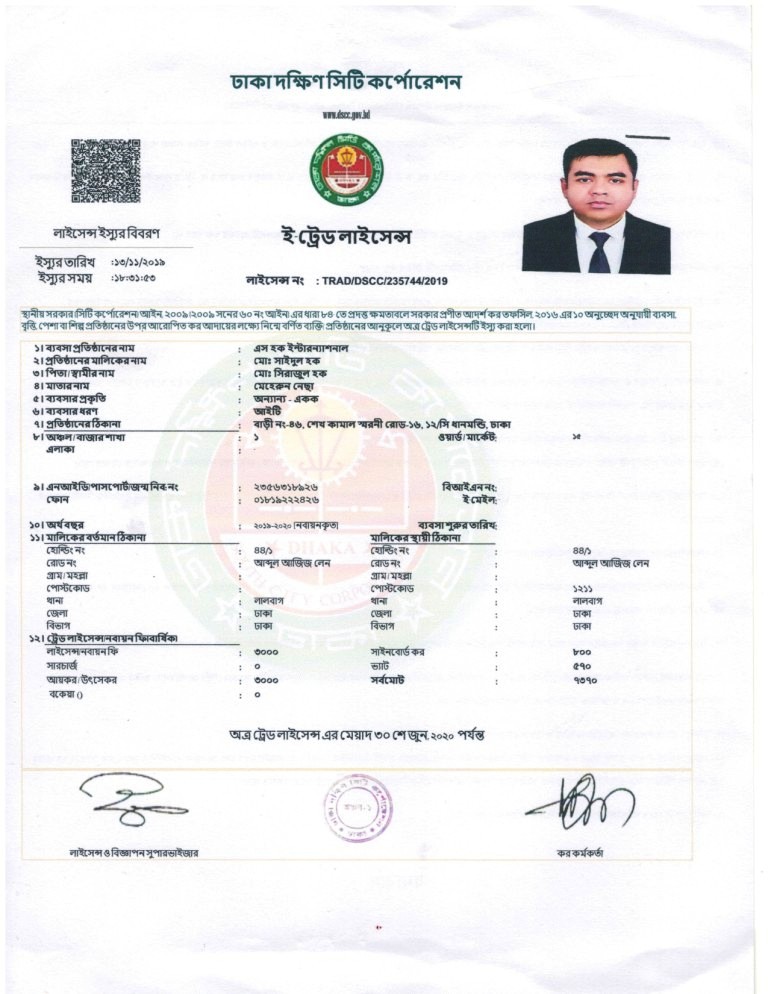 ঢাকা দক্ষিণ সিটি কর্পোরেশন
www.dscc.gov.bd
লাইসেন্স ইস্যুর বিবরণ
ইস্যুর তারিখ :১৩/১১/২০১৯
ইস্যুর সময় :১৮:৩১:৫৩
ই-ট্রেড লাইসেন্স
লাইসেন্স নং : TRAD/DSCC/235744/2019
স্থানীয় সরকার (সিটি কর্পোরেশন) আইন, ২০০৯ (২০০৯ সনের ৬০ নং আইন) এর ধারা ৮৪ তে প্রদত্ত ক্ষমতাবলে সরকার প্রণীত আদর্শ কর তফসিল, ২০১৬ এর ১০ অনুচ্ছেদ অনুযায়ী ব্যবসা,
বৃত্তি, পেশা বা শিল্প প্রতিষ্ঠানের উপর আরোপিত কর আদায়ের লক্ষ্যে নিম্নে বর্ণিত ব্যক্তি/প্রতিষ্ঠানের অনুকূলে অত্র ট্রেড লাইসেন্সটি ইস্যু করা হলো।
১। ব্যবসা প্রতিষ্ঠানের নাম : এস হক ইন্টারন্যাশনাল
২। প্রতিষ্ঠানের মালিকের নাম : মোঃ সাইদুল হক
৩। পিতা/স্বামীর নাম : মোঃ সিরাজুল হক
৪। মাতার নাম : মেহেরুন নেছা
৫। ব্যবসার প্রকৃতি : অন্যান্য - একক
৬। ব্যবসার ধরণ : আইটি
৭। প্রতিষ্ঠানের ঠিকানা : বাড়ী নং-৪৬, শেখ কামাল স্মরনী রোড-১৬, ১২/সি ধানমন্ডি, ঢাকা
৮। অঞ্চল/বাজার শাখা : ১ ওয়ার্ড/মার্কেট: ১৫
এলাকা : -
৯। এনআইডি/পাসপোর্ট/জন্মনিব:নং : ২৩৫৬৩১৮৯২৬ বিআইএন নং:
ফোন : ০১৮১৯২২২৪২৬ ই মেইল:
১০। অর্থ বছর : ২০১৯-২০২০ (নবায়নকৃত) ব্যবসা শুরুর তারিখ:
১১। মালিকের বর্তমান ঠিকানা মালিকের স্থায়ী ঠিকানা
হোল্ডিং নং : ৪৪/১ হোল্ডিং নং : ৪৪/১
রোড নং : আব্দুল আজিজ লেন রোড নং : আব্দুল আজিজ লেন
গ্রাম/মহল্লা : গ্রাম/মহল্লা :
পোস্টকোড : পোস্টকোড : ১২১১
থানা : লালবাগ থানা : লালবাগ
জেলা : ঢাকা জেলা : ঢাকা
বিভাগ : ঢাকা বিভাগ : ঢাকা
১২। ট্রেড লাইসেন্স/নবায়ন ফি(বার্ষিক)
লাইসেন্স/নবায়ন ফি : ৩০০০ সাইনবোর্ড কর : ৮০০
সারচার্জ : ০ ভ্যাট : ৫৭০
আয়কর/উৎসেকর : ৩০০০ সর্বমোট : ৭৩৭০
বকেয়া () : ০
অত্র ট্রেড লাইসেন্স এর মেয়াদ ৩০ শে জুন, ২০২০ পর্যন্ত
লাইসেন্স ও বিজ্ঞাপন সুপারভাইজার
কর কর্মকর্তা